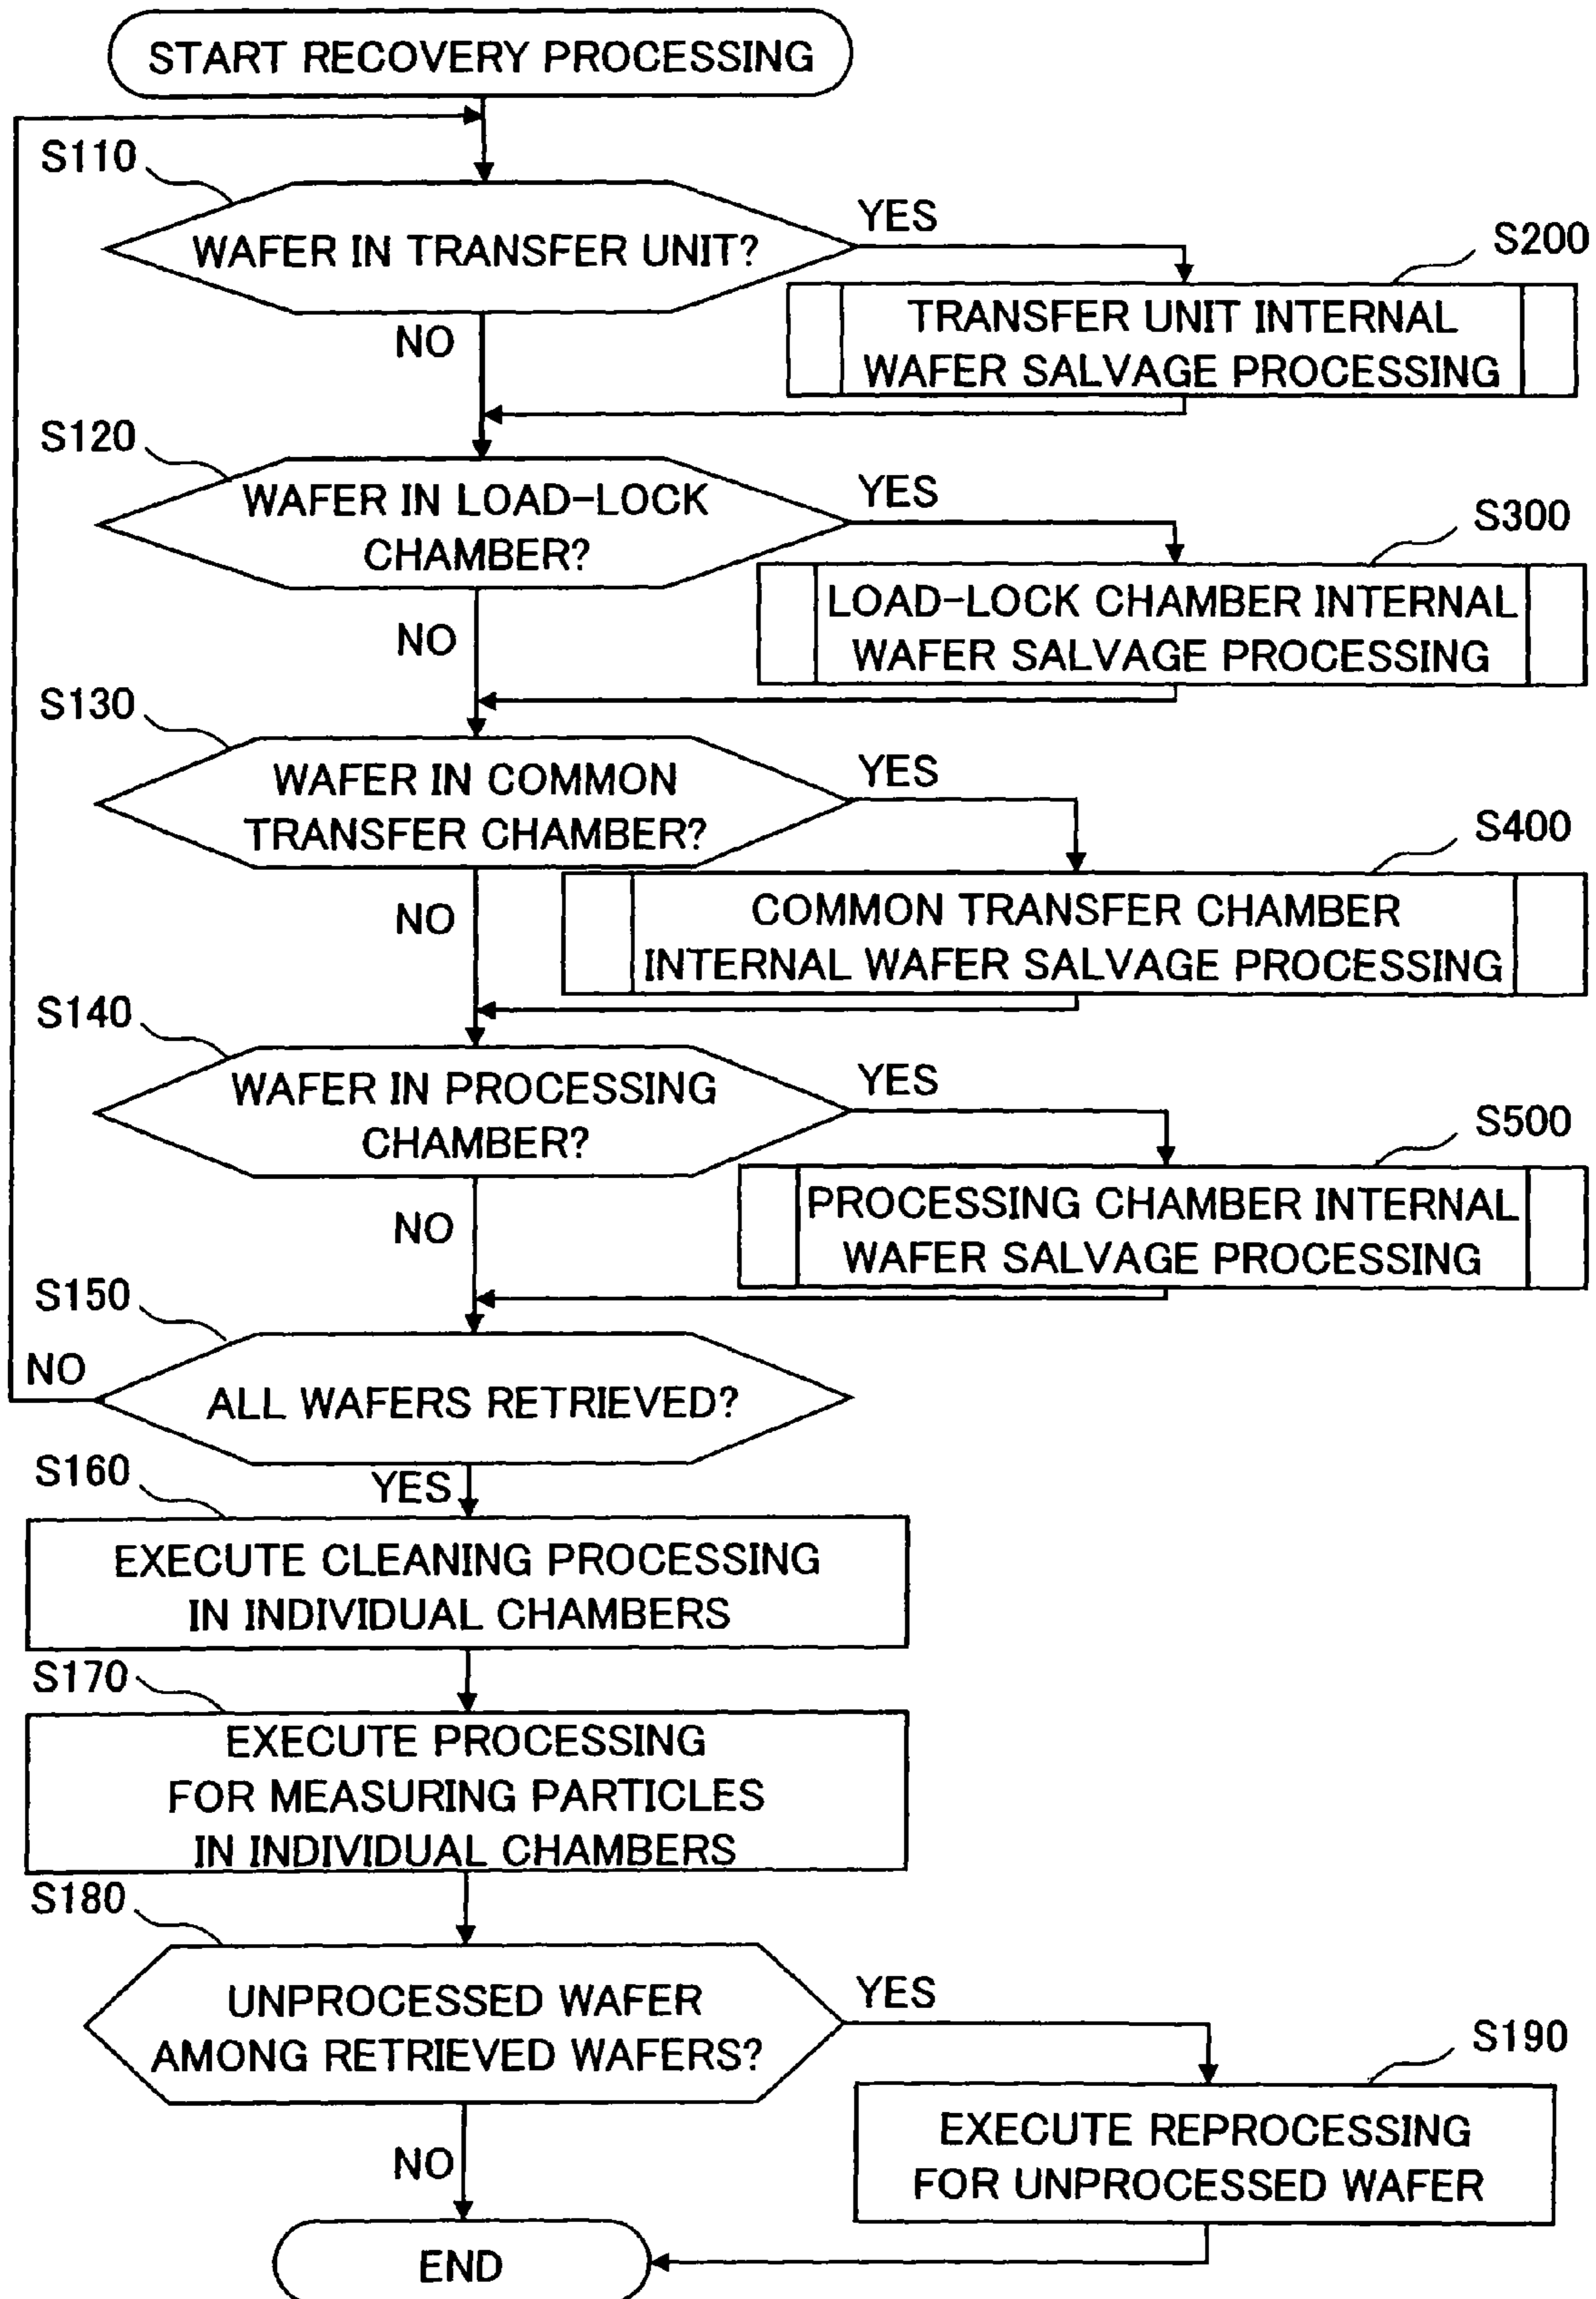 START RECOVERY PROCESSING
S110
WAFER IN TRANSFER UNIT?
YES
NO
S200
TRANSFER UNIT INTERNAL
WAFER SALVAGE PROCESSING
S120
WAFER IN LOAD-LOCK
CHAMBER?
YES
NO
S300
LOAD-LOCK CHAMBER INTERNAL
WAFER SALVAGE PROCESSING
S130
WAFER IN COMMON
TRANSFER CHAMBER?
YES
NO
S400
COMMON TRANSFER CHAMBER
INTERNAL WAFER SALVAGE PROCESSING
S140
WAFER IN PROCESSING
CHAMBER?
YES
NO
S500
PROCESSING CHAMBER INTERNAL
WAFER SALVAGE PROCESSING
S150
NO
ALL WAFERS RETRIEVED?
YES
S160
EXECUTE CLEANING PROCESSING
IN INDIVIDUAL CHAMBERS
S170
EXECUTE PROCESSING
FOR MEASURING PARTICLES
IN INDIVIDUAL CHAMBERS
S180
UNPROCESSED WAFER
AMONG RETRIEVED WAFERS?
YES
NO
S190
EXECUTE REPROCESSING
FOR UNPROCESSED WAFER
END